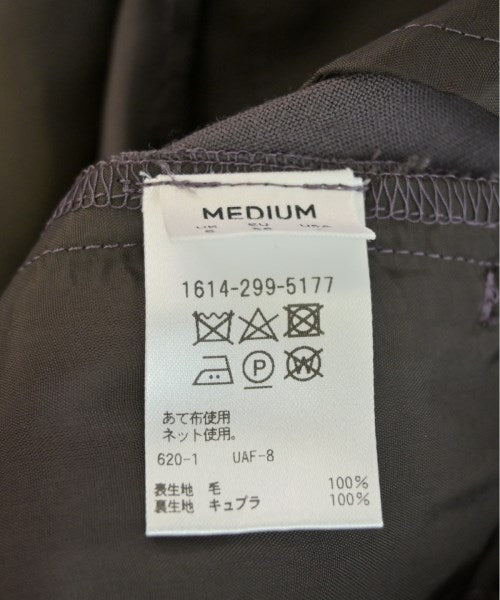 MEDIUM
USA
1614-299-5177
P
W
あて布使用
ネット使用。
620-1 UAF-8
表生地 毛 100%
裏生地 キュプラ 100%